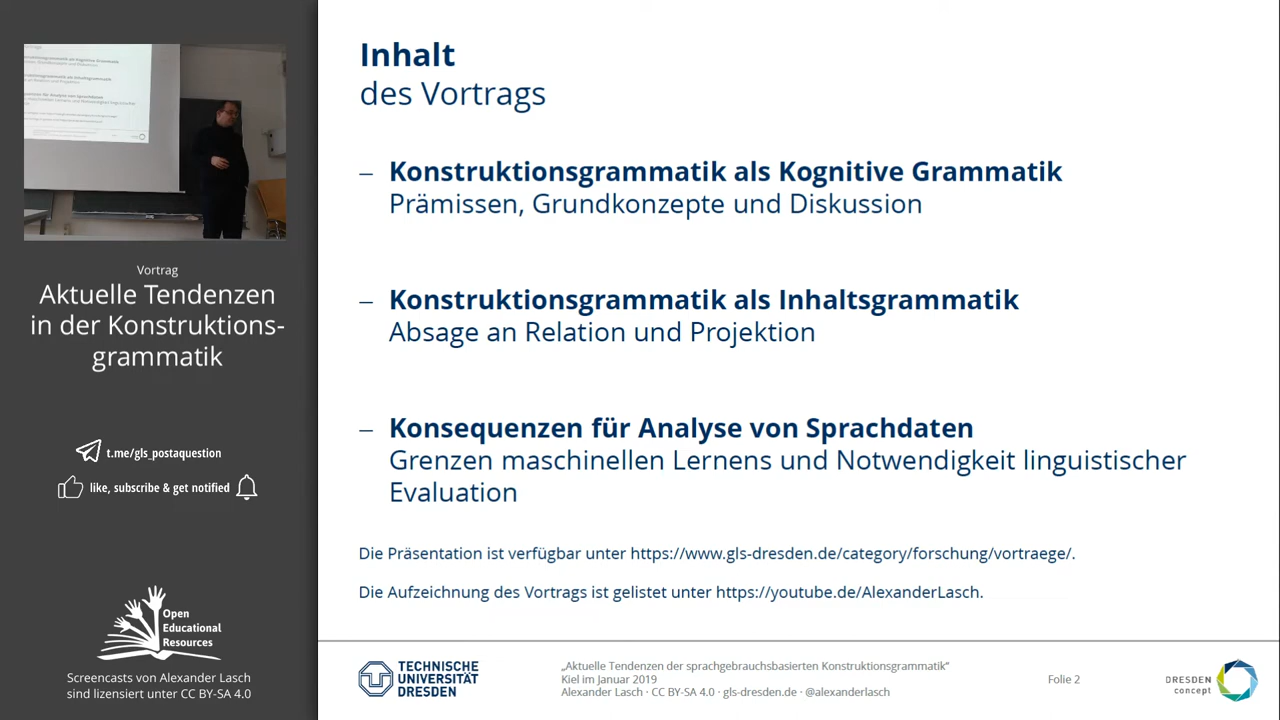 Inhalt
des Vortrags
– Konstruktionsgrammatik als Kognitive Grammatik
Prämissen, Grundkonzepte und Diskussion
– Konstruktionsgrammatik als Inhaltsgrammatik
Absage an Relation und Projektion
– Konsequenzen für Analyse von Sprachdaten
Grenzen maschinellen Lernens und Notwendigkeit linguistischer
Evaluation
Die Präsentation ist verfügbar unter https://www.gls-dresden.de/category/forschung/vortraege/.
Die Aufzeichnung des Vortrags ist gelistet unter https://youtube.de/AlexanderLasch.
Vortrag
Aktuelle Tendenzen
in der Konstruktions-
grammatik
t.me/gls_postaquestion
like, subscribe & get notified
Open
Educational
Resources
Screencasts von Alexander Lasch
sind lizensiert unter CC BY-SA 4.0
TECHNISCHE
UNIVERSITÄT
DRESDEN
„Aktuelle Tendenzen der sprachgebrauchsbasierten Konstruktionsgrammatik“
Kiel im Januar 2019
Alexander Lasch · CC BY-SA 4.0 · gls-dresden.de · @alexanderlasch
Folie 2
DRESDEN
concept